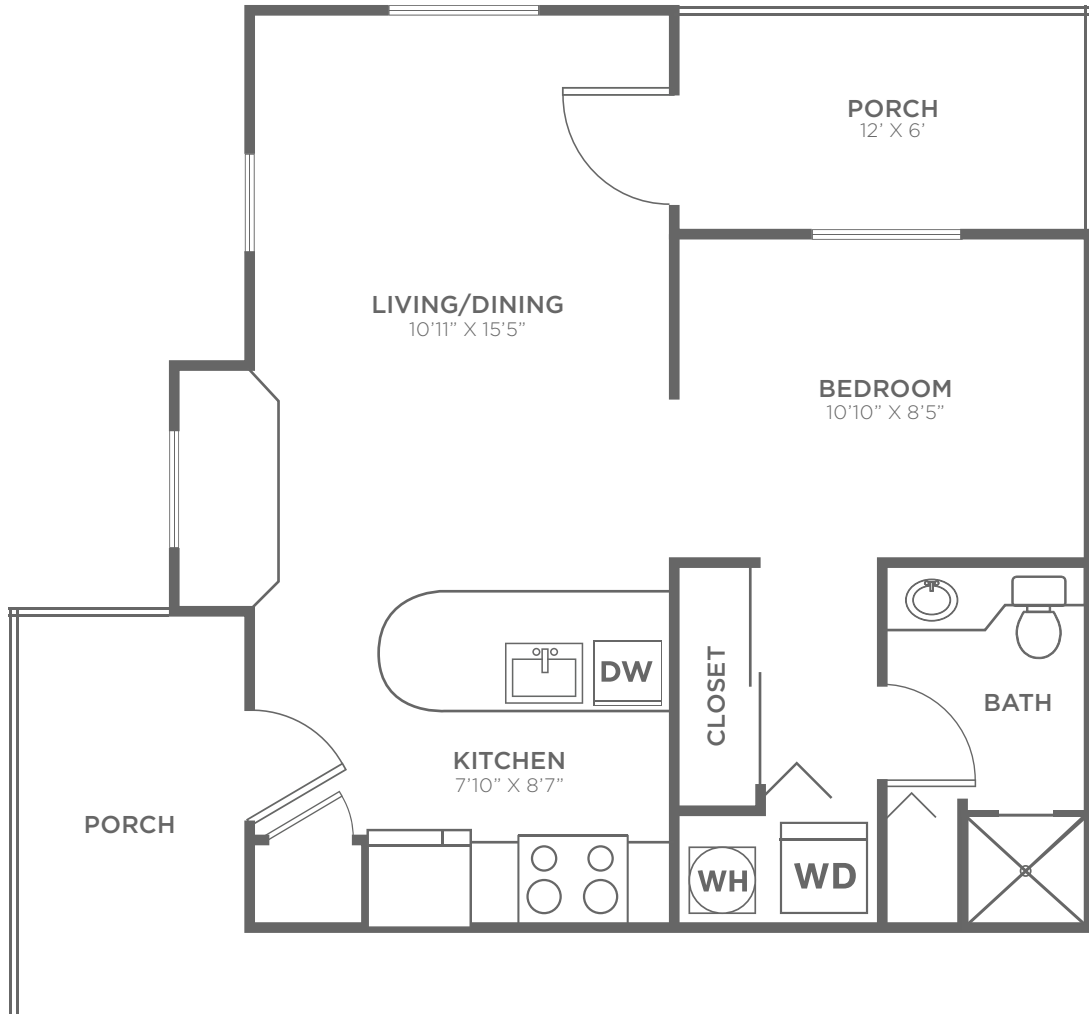 PORCH
12’ X 6’
LIVING/DINING
10’11” X 15’5”
BEDROOM
10’10” X 8’5”
DW
CLOSET
BATH
KITCHEN
7’10” X 8’7”
PORCH
WH
WD